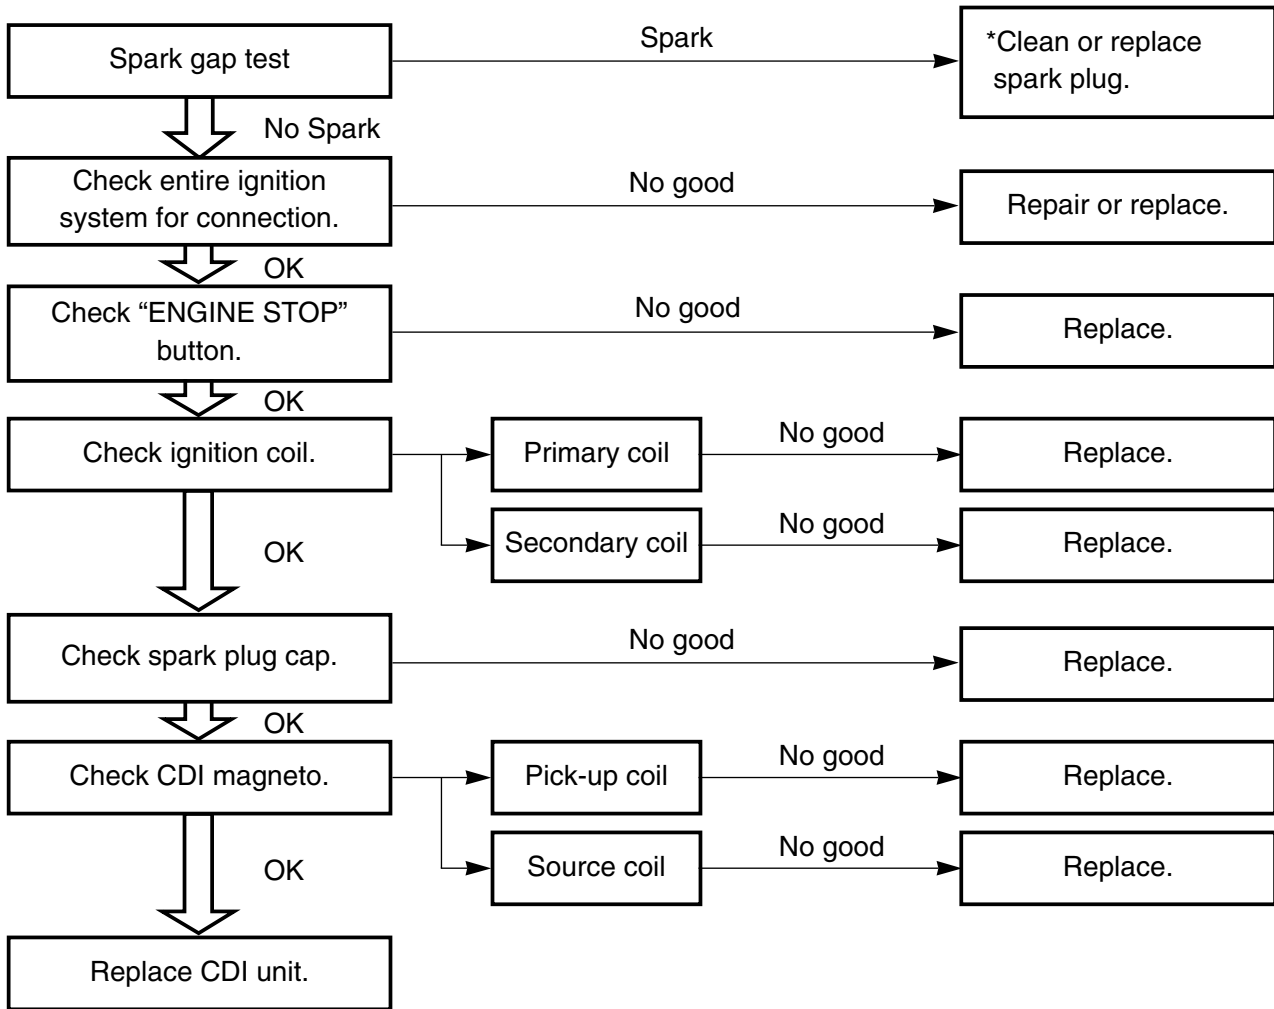 Spark gap test
Spark
*Clean or replace
spark plug.
No Spark
Check entire ignition
system for connection.
No good
Repair or replace.
OK
Check “ENGINE STOP”
button.
No good
Replace.
OK
Check ignition coil.
Primary coil
No good
Replace.
Secondary coil
No good
Replace.
OK
Check spark plug cap.
No good
Replace.
OK
Check CDI magneto.
Pick-up coil
No good
Replace.
Source coil
No good
Replace.
OK
Replace CDI unit.